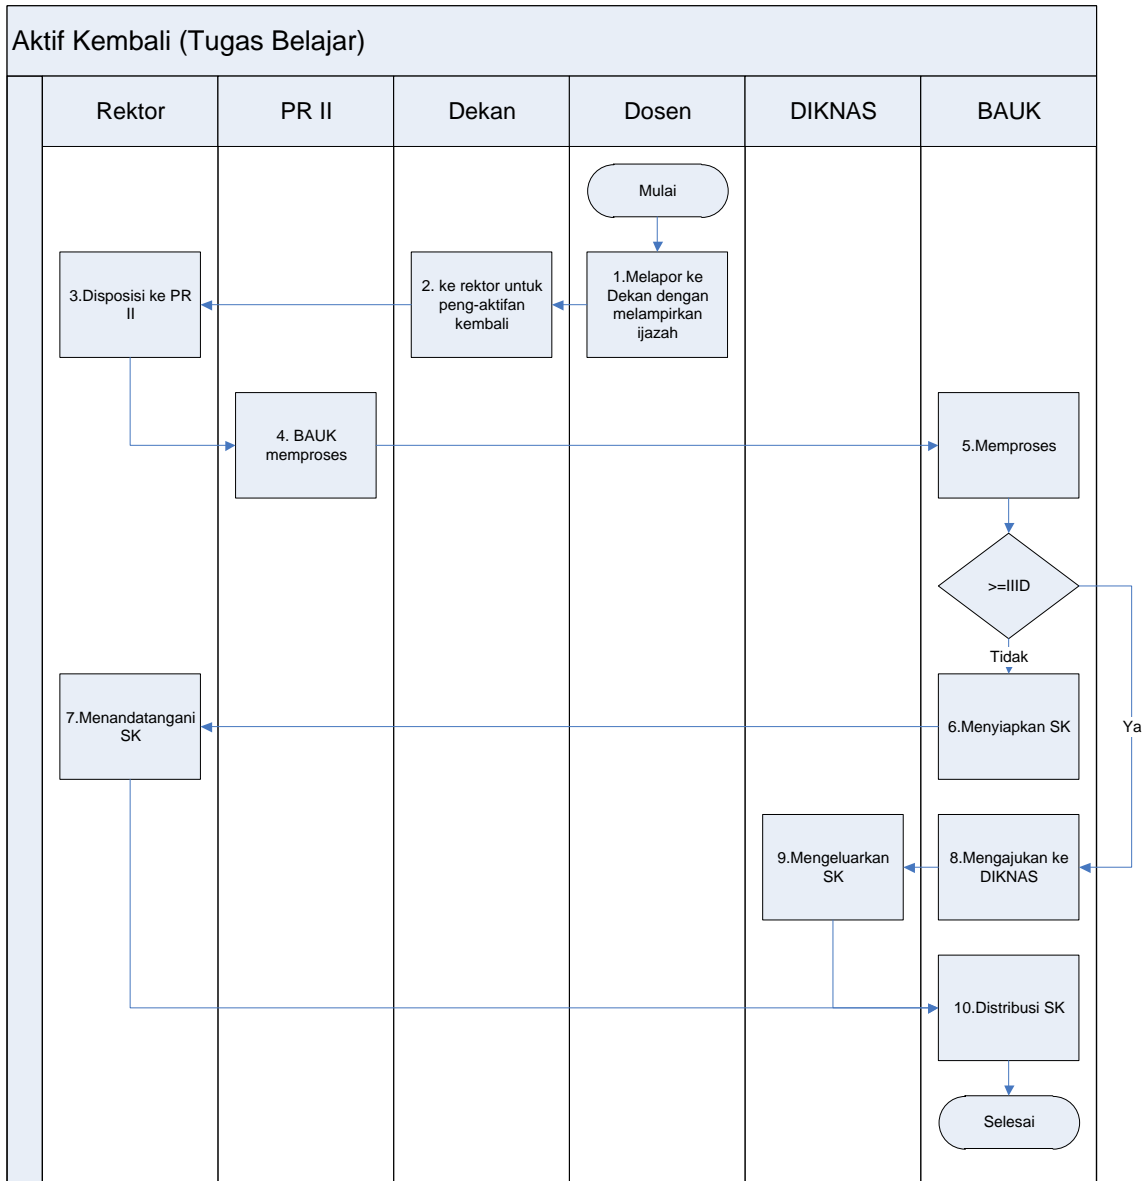 Aktif Kembali (Tugas Belajar)
Rektor
PR II
Dekan
Dosen
DIKNAS
BAUK
Mulai
1.Melapor ke
Dekan dengan
melampirkan
ijazah
2. ke rektor untuk
peng-aktifan
kembali
3.Disposisi ke PR
II
4. BAUK
memproses
5.Memproses
>=IIID
Tidak
Ya
6.Menyiapkan SK
7.Menandatangani
SK
8.Mengajukan ke
DIKNAS
9.Mengeluarkan
SK
10.Distribusi SK
Selesai